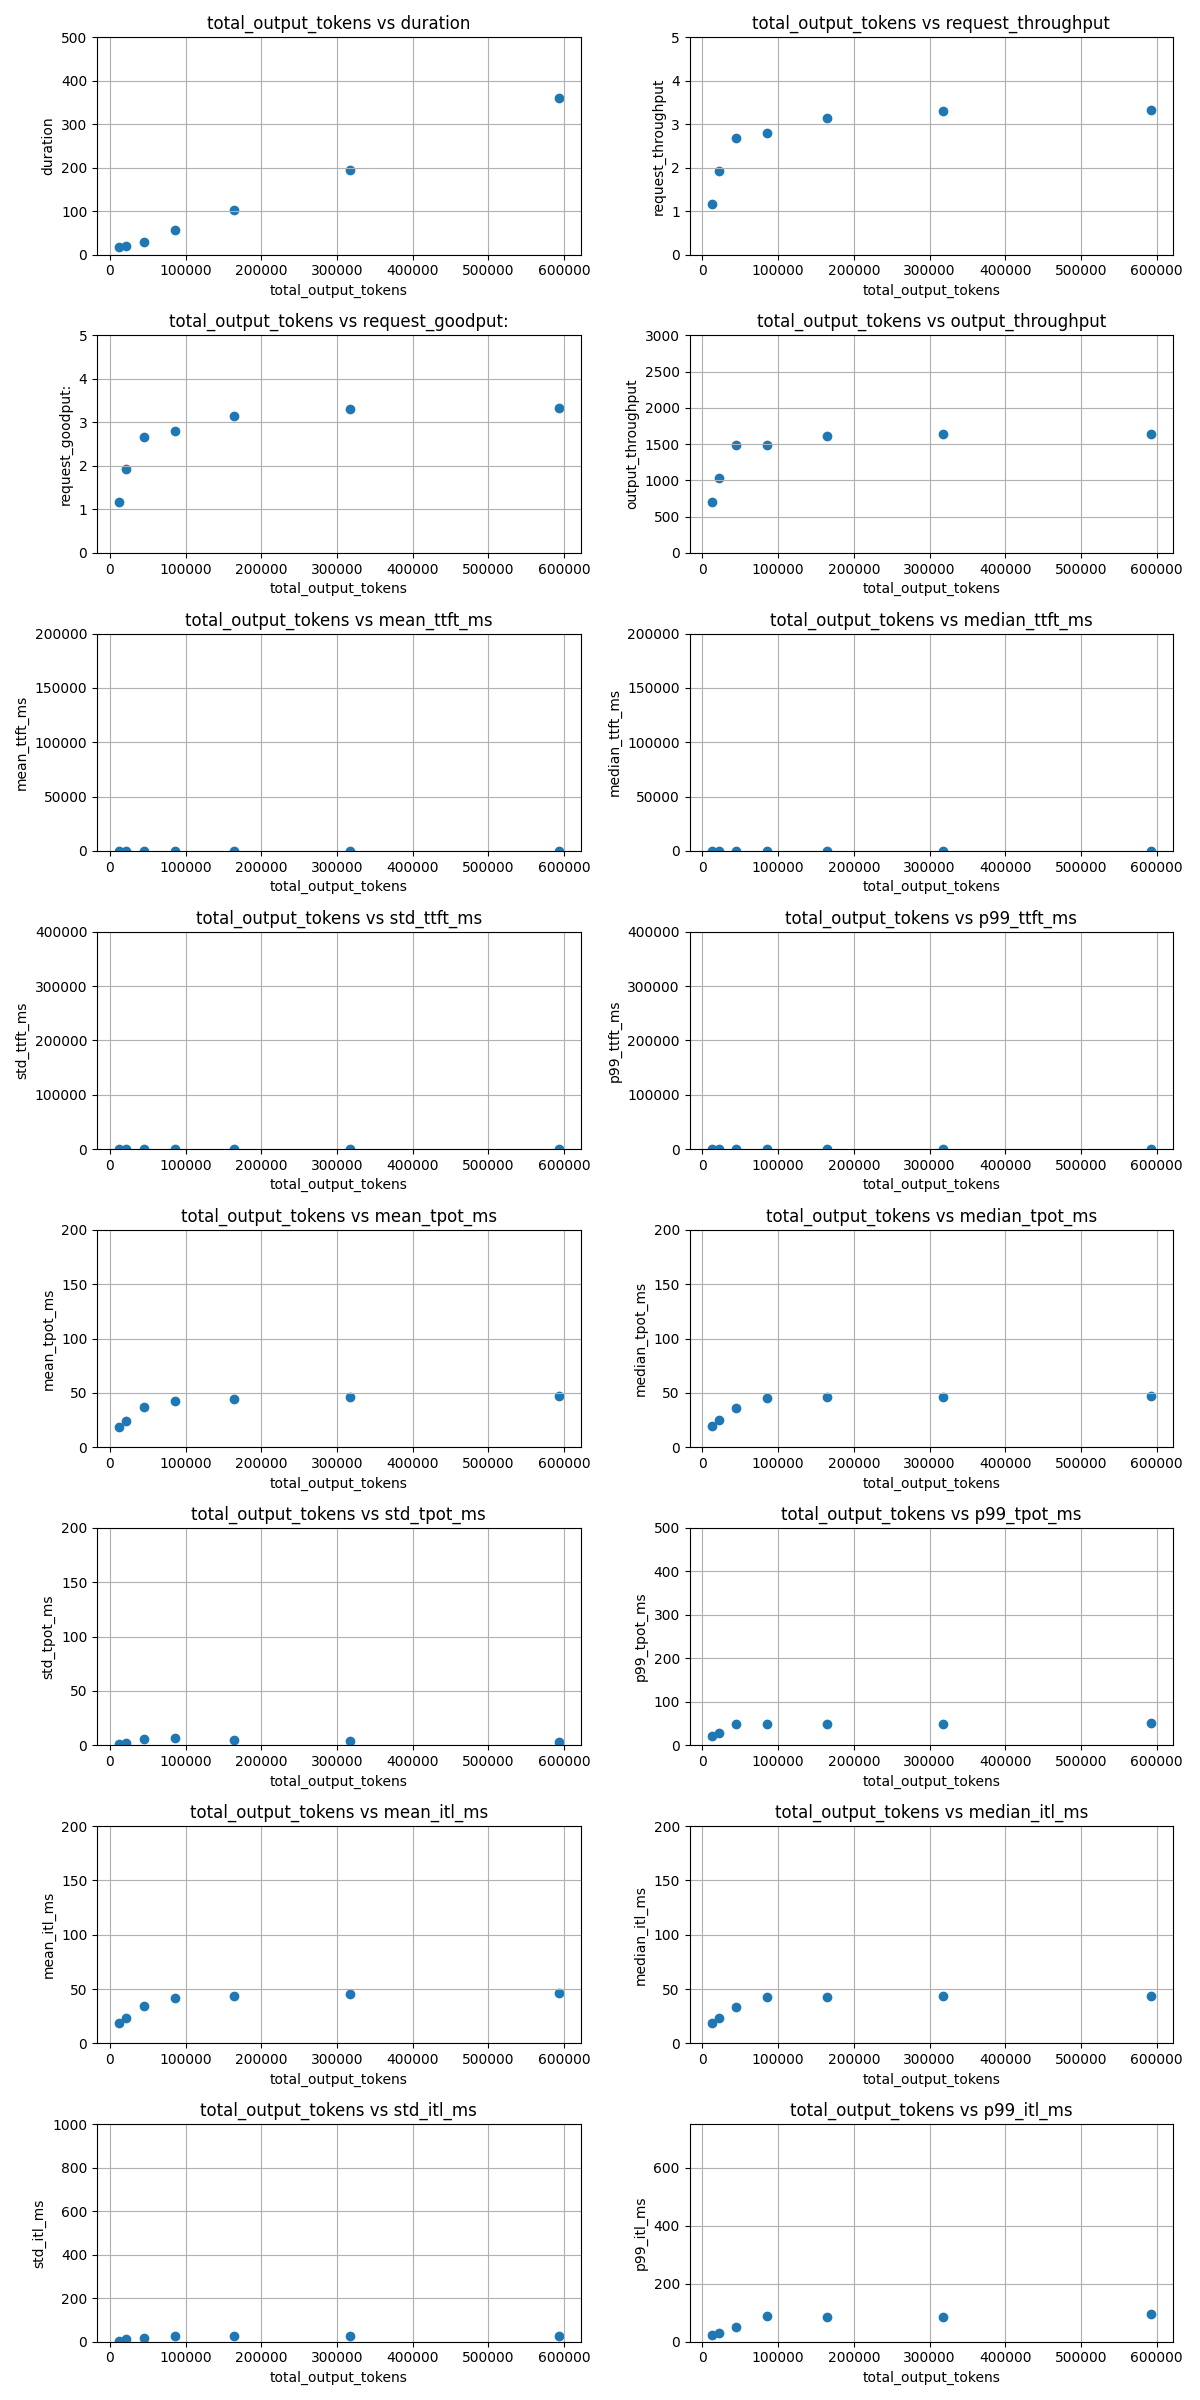 total_output_tokens vs duration
500
400
300
200
100
0
duration
0 100000 200000 300000 400000 500000 600000
total_output_tokens
total_output_tokens vs request_throughput
5
4
3
2
1
0
request_throughput
0 100000 200000 300000 400000 500000 600000
total_output_tokens
total_output_tokens vs request_goodput:
5
4
3
2
1
0
request_goodput:
0 100000 200000 300000 400000 500000 600000
total_output_tokens
total_output_tokens vs output_throughput
3000
2500
2000
1500
1000
500
0
output_throughput
0 100000 200000 300000 400000 500000 600000
total_output_tokens
total_output_tokens vs mean_ttft_ms
200000
150000
100000
50000
0
mean_ttft_ms
0 100000 200000 300000 400000 500000 600000
total_output_tokens
total_output_tokens vs median_ttft_ms
200000
150000
100000
50000
0
median_ttft_ms
0 100000 200000 300000 400000 500000 600000
total_output_tokens
total_output_tokens vs std_ttft_ms
400000
300000
200000
100000
0
std_ttft_ms
0 100000 200000 300000 400000 500000 600000
total_output_tokens
total_output_tokens vs p99_ttft_ms
400000
300000
200000
100000
0
p99_ttft_ms
0 100000 200000 300000 400000 500000 600000
total_output_tokens
total_output_tokens vs mean_tpot_ms
200
150
100
50
0
mean_tpot_ms
0 100000 200000 300000 400000 500000 600000
total_output_tokens
total_output_tokens vs median_tpot_ms
200
150
100
50
0
median_tpot_ms
0 100000 200000 300000 400000 500000 600000
total_output_tokens
total_output_tokens vs std_tpot_ms
200
150
100
50
0
std_tpot_ms
0 100000 200000 300000 400000 500000 600000
total_output_tokens
total_output_tokens vs p99_tpot_ms
500
400
300
200
100
0
p99_tpot_ms
0 100000 200000 300000 400000 500000 600000
total_output_tokens
total_output_tokens vs mean_itl_ms
200
150
100
50
0
mean_itl_ms
0 100000 200000 300000 400000 500000 600000
total_output_tokens
total_output_tokens vs median_itl_ms
200
150
100
50
0
median_itl_ms
0 100000 200000 300000 400000 500000 600000
total_output_tokens
total_output_tokens vs std_itl_ms
1000
800
600
400
200
0
std_itl_ms
0 100000 200000 300000 400000 500000 600000
total_output_tokens
total_output_tokens vs p99_itl_ms
600
400
200
0
p99_itl_ms
0 100000 200000 300000 400000 500000 600000
total_output_tokens